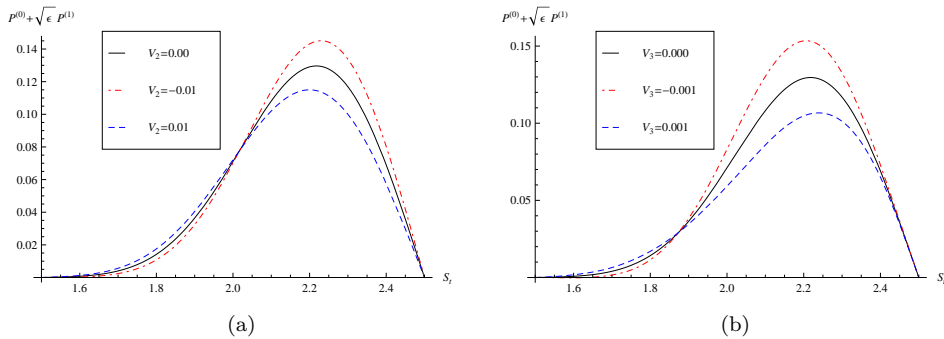 P^(0)+√ϵ P^(1)
V_2=0.00
V_2=−0.01
V_2=0.01
0.14
0.12
0.10
0.08
0.06
0.04
0.02
1.6 1.8 2.0 2.2 2.4
S_t
(a)
P^(0)+√ϵ P^(1)
V_3=0.000
V_3=−0.001
V_3=0.001
0.15
0.10
0.05
1.6 1.8 2.0 2.2 2.4
S_t
(b)